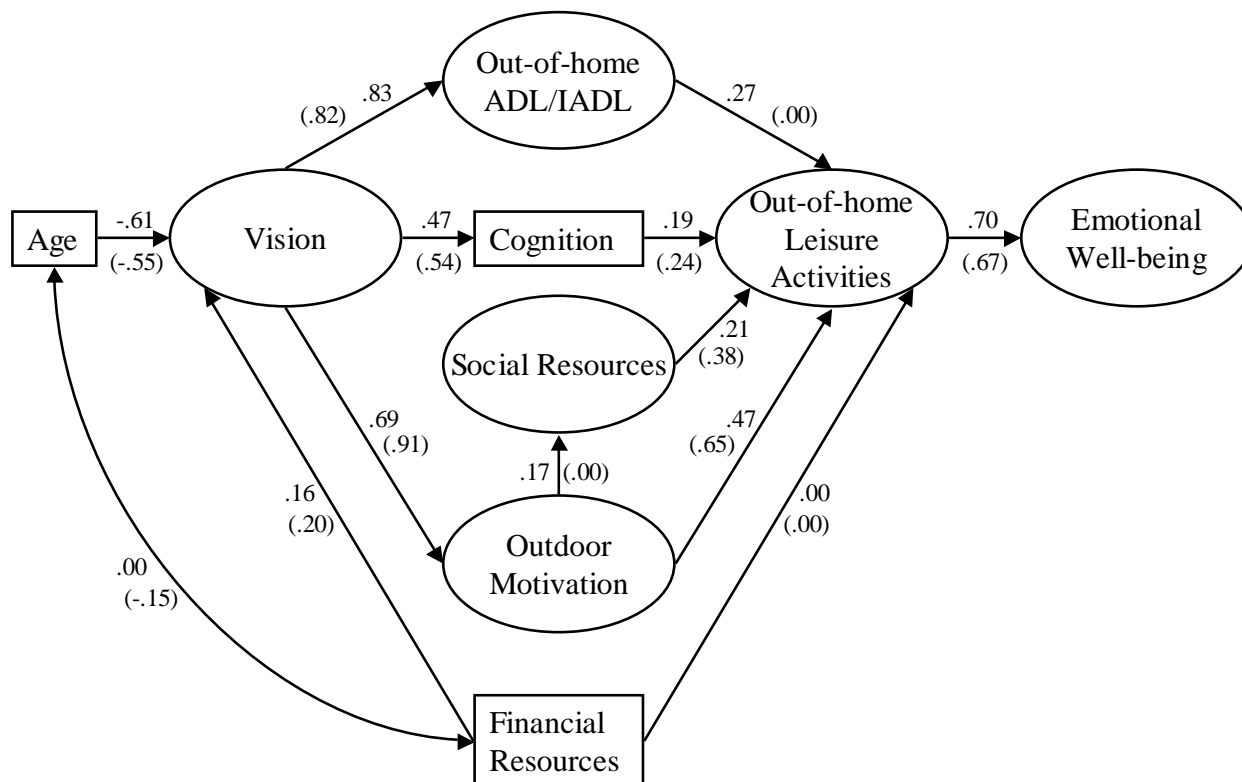 Out-of-home
ADL/IADL
.83
(.82)
.27
(.00)
Age
-.61
(-.55)
Vision
.47
(.54)
Cognition
.19
(.24)
Out-of-home
Leisure
Activities
.70
(.67)
Emotional
Well-being
Social Resources
.21
(.38)
.69
(.91)
.47
(.65)
.17 (.00)
.16
(.20)
.00
(.00)
Outdoor
Motivation
.00
(-.15)
Financial
Resources